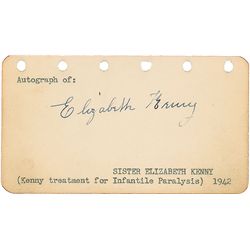 Autograph of:
Elizabeth Kenny
SISTER ELIZABETH KENNY
(Kenny treatment for Infantile Paralysis) 1942